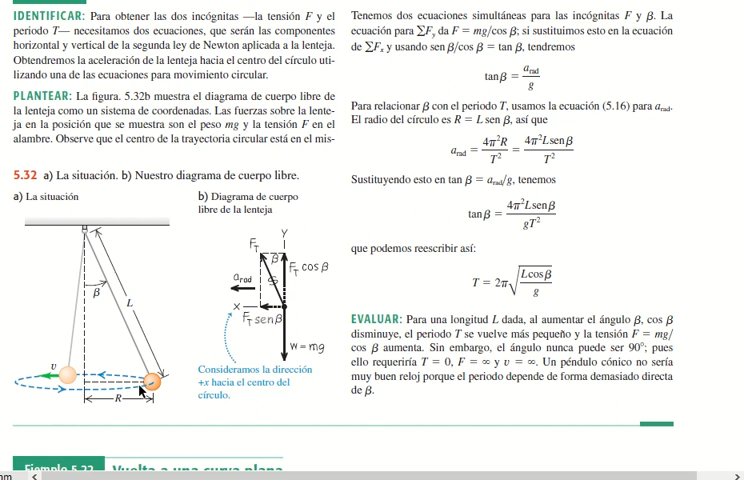 IDENTIFICAR: Para obtener las dos incógnitas —la tensión F y el
periodo T— necesitamos dos ecuaciones, que serán las componentes
horizontal y vertical de la segunda ley de Newton aplicada a la lenteja.
Obtendremos la aceleración de la lenteja hacia el centro del círculo uti-
lizando una de las ecuaciones para movimiento circular.
PLANTEAR: La figura. 5.32b muestra el diagrama de cuerpo libre de
la lenteja como un sistema de coordenadas. Las fuerzas sobre la lente-
ja en la posición que se muestra son el peso mg y la tensión F en el
alambre. Observe que el centro de la trayectoria circular está en el mis-
5.32 a) La situación. b) Nuestro diagrama de cuerpo libre.
a) La situación
β
L
v
R
b) Diagrama de cuerpo
libre de la lenteja
Y
F_T
β
F_T cos β
a_rad
X
F_T sen β
W = mg
Consideramos la dirección
+x hacia el centro del
círculo.
Tenemos dos ecuaciones simultáneas para las incógnitas F y β. La
ecuación para ΣF_y da F = mg/cos β; si sustituimos esto en la ecuación
de ΣF_x y usando sen β/cos β = tan β, tendremos
tan β = a_rad / g
Para relacionar β con el periodo T, usamos la ecuación (5.16) para a_rad.
El radio del círculo es R = L sen β, así que
a_rad = 4π²R / T² = 4π²L sen β / T²
Sustituyendo esto en tan β = a_rad/g, tenemos
tan β = 4π²L sen β / gT²
que podemos reescribir así:
T = 2π√(L cos β / g)
EVALUAR: Para una longitud L dada, al aumentar el ángulo β, cos β
disminuye, el periodo T se vuelve más pequeño y la tensión F = mg/
cos β aumenta. Sin embargo, el ángulo nunca puede ser 90°; pues
ello requeriría T = 0, F = ∞ y v = ∞. Un péndulo cónico no sería
muy buen reloj porque el periodo depende de forma demasiado directa
de β.
Ejemplo 5.22 Vuelta a una curva plana